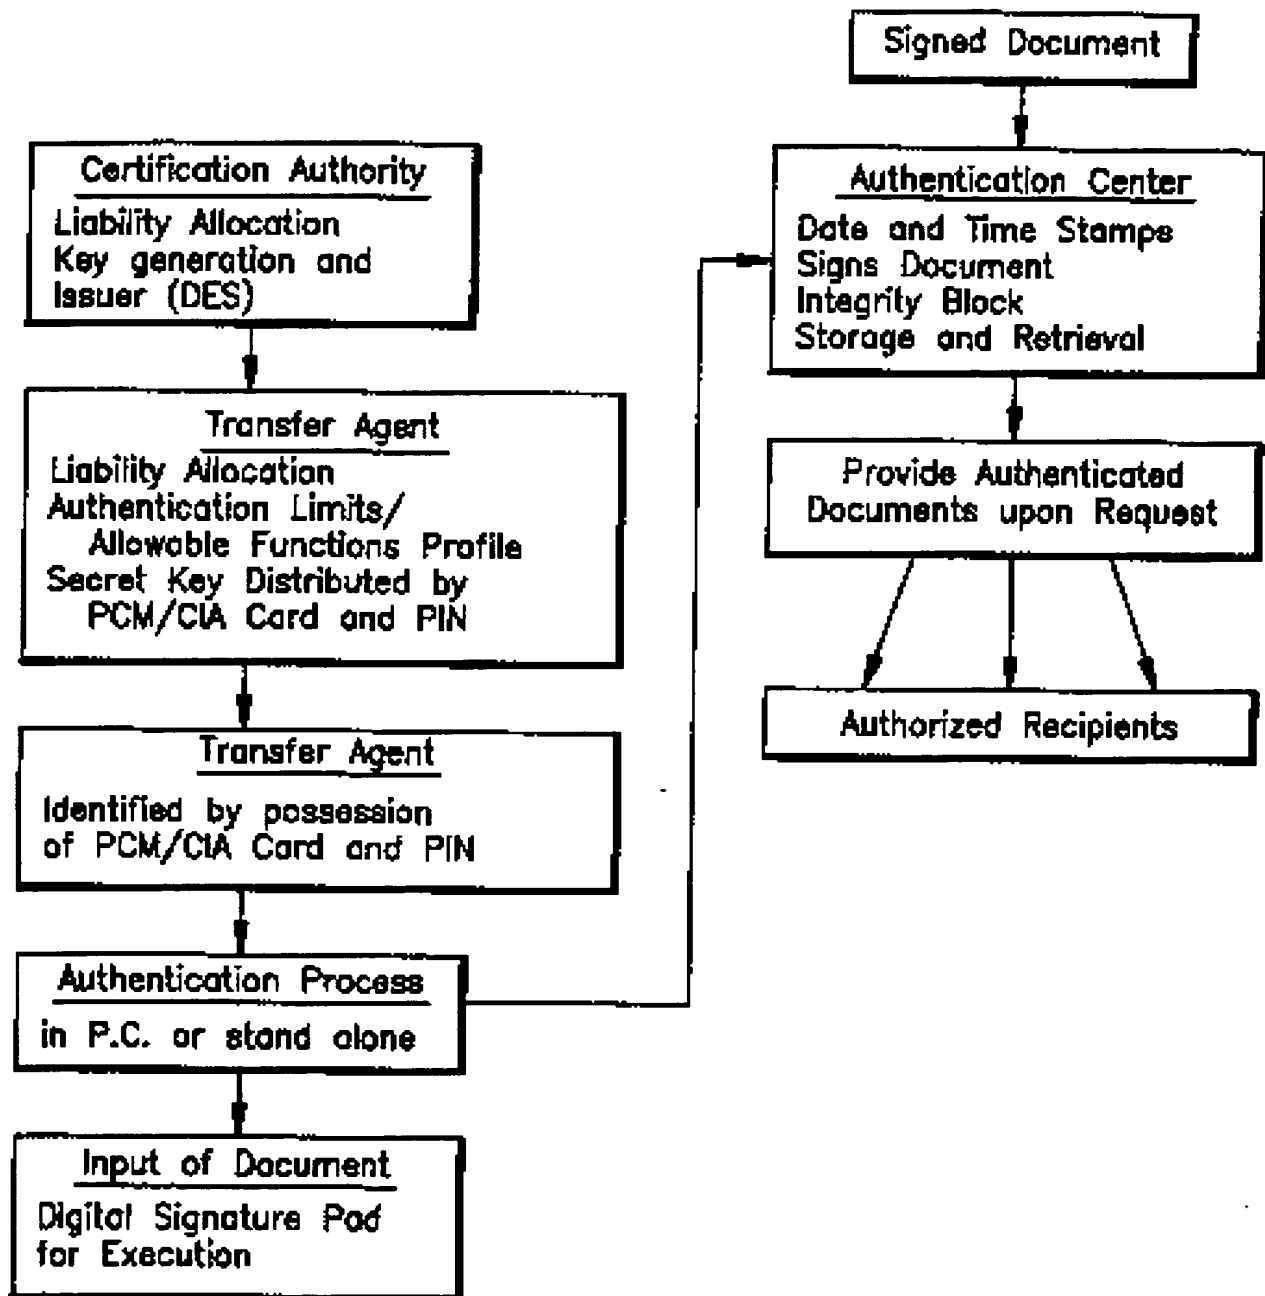 Certification Authority
Liability Allocation
Key generation and
Issuer (DES)
Transfer Agent
Liability Allocation
Authentication Limits/
Allowable Functions Profile
Secret Key Distributed by
PCM/CIA Card and PIN
Transfer Agent
Identified by possession
of PCM/CIA Card and PIN
Authentication Process
in P.C. or stand alone
Input of Document
Digital Signature Pad
for Execution
Signed Document
Authentication Center
Date and Time Stamps
Signs Document
Integrity Block
Storage and Retrieval
Provide Authenticated
Documents upon Request
Authorized Recipients